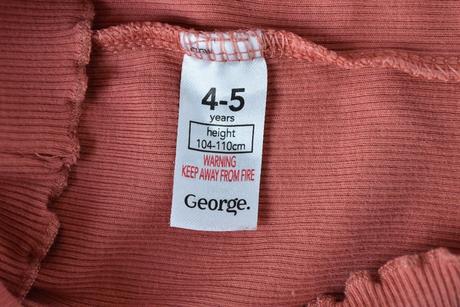 4-5
years
height
104-110cm
WARNING
KEEP AWAY FROM FIRE
George.